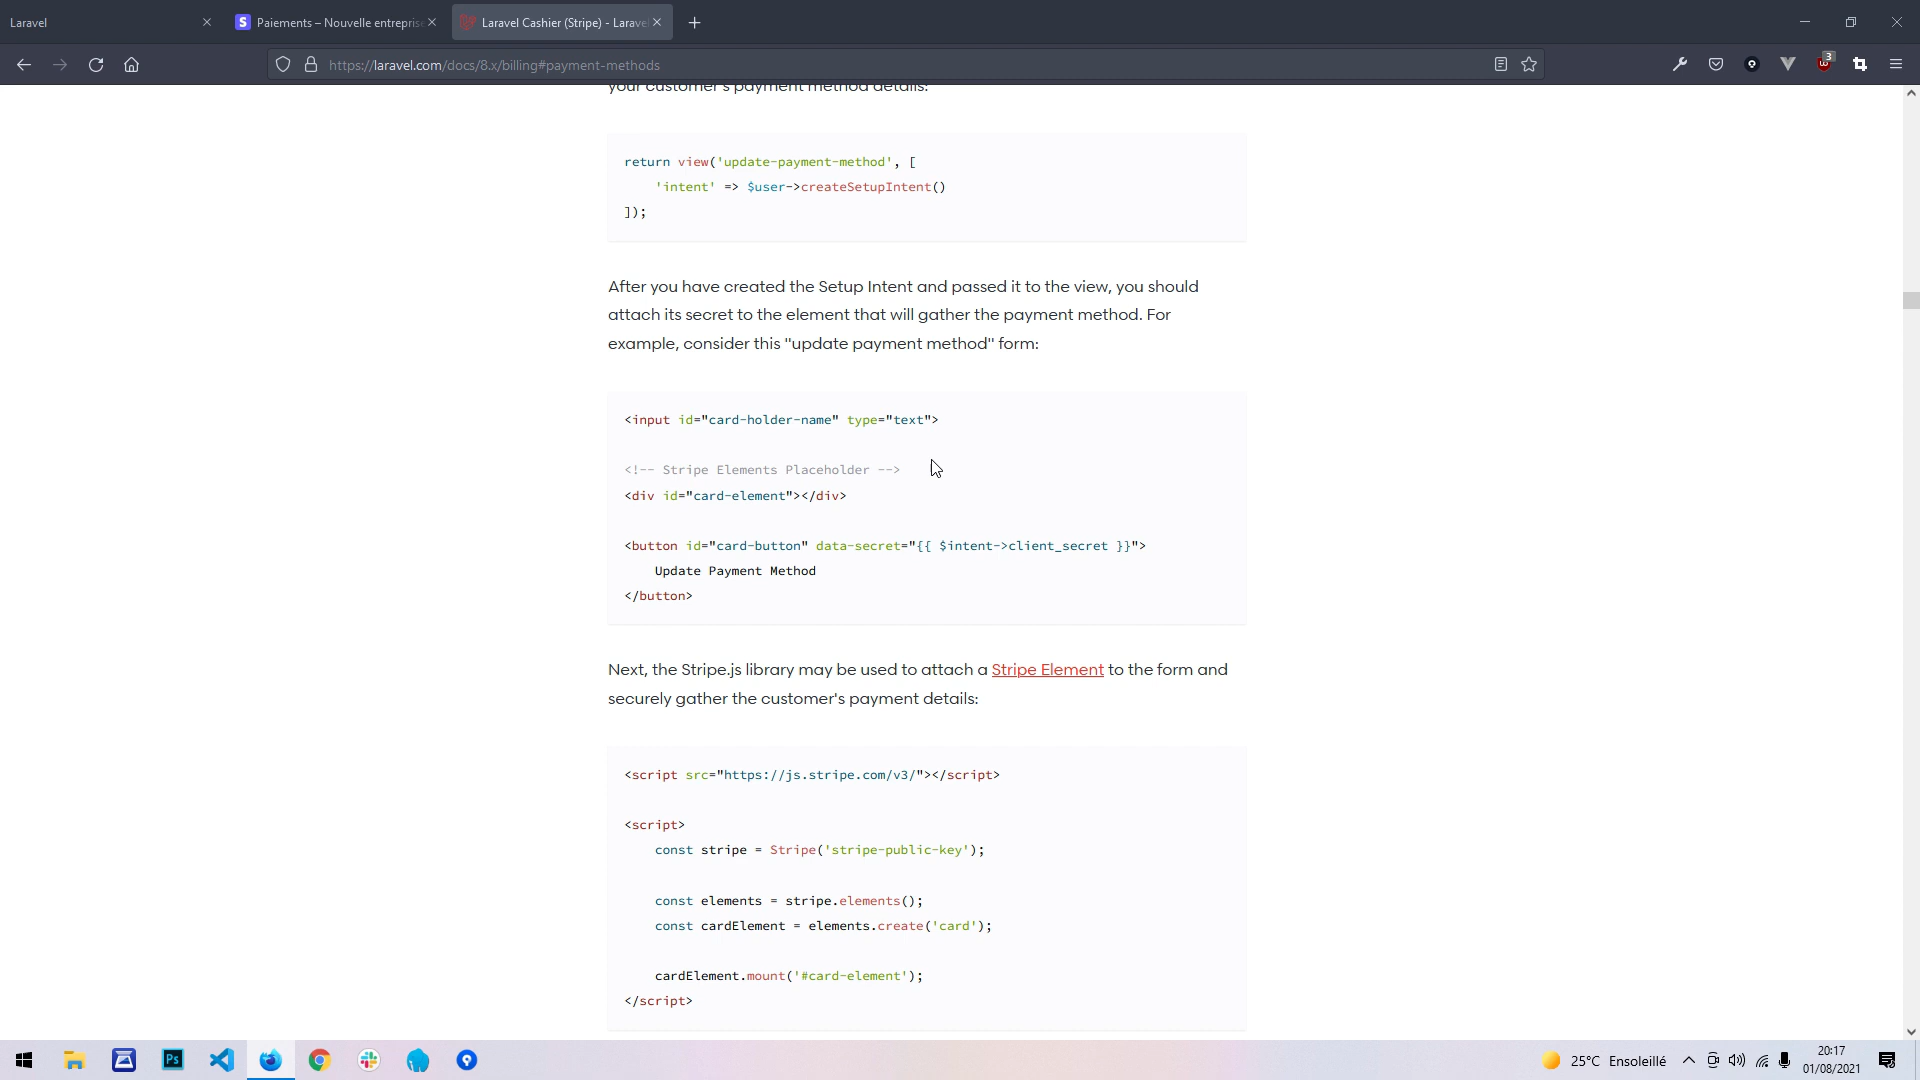 Laravel
Paiements – Nouvelle entreprise
Laravel Cashier (Stripe) - Larave
https://laravel.com/docs/8.x/billing#payment-methods
3
your customer's payment method details:
return view('update-payment-method', [
    'intent' => $user->createSetupIntent()
]);
After you have created the Setup Intent and passed it to the view, you should
attach its secret to the element that will gather the payment method. For
example, consider this "update payment method" form:
<input id="card-holder-name" type="text">
<!-- Stripe Elements Placeholder -->
<div id="card-element"></div>
<button id="card-button" data-secret="{{ $intent->client_secret }}">
    Update Payment Method
</button>
Next, the Stripe.js library may be used to attach a Stripe Element to the form and
securely gather the customer's payment details:
<script src="https://js.stripe.com/v3/"></script>
<script>
    const stripe = Stripe('stripe-public-key');
    const elements = stripe.elements();
    const cardElement = elements.create('card');
    cardElement.mount('#card-element');
</script>
25°C Ensoleillé
20:17
01/08/2021